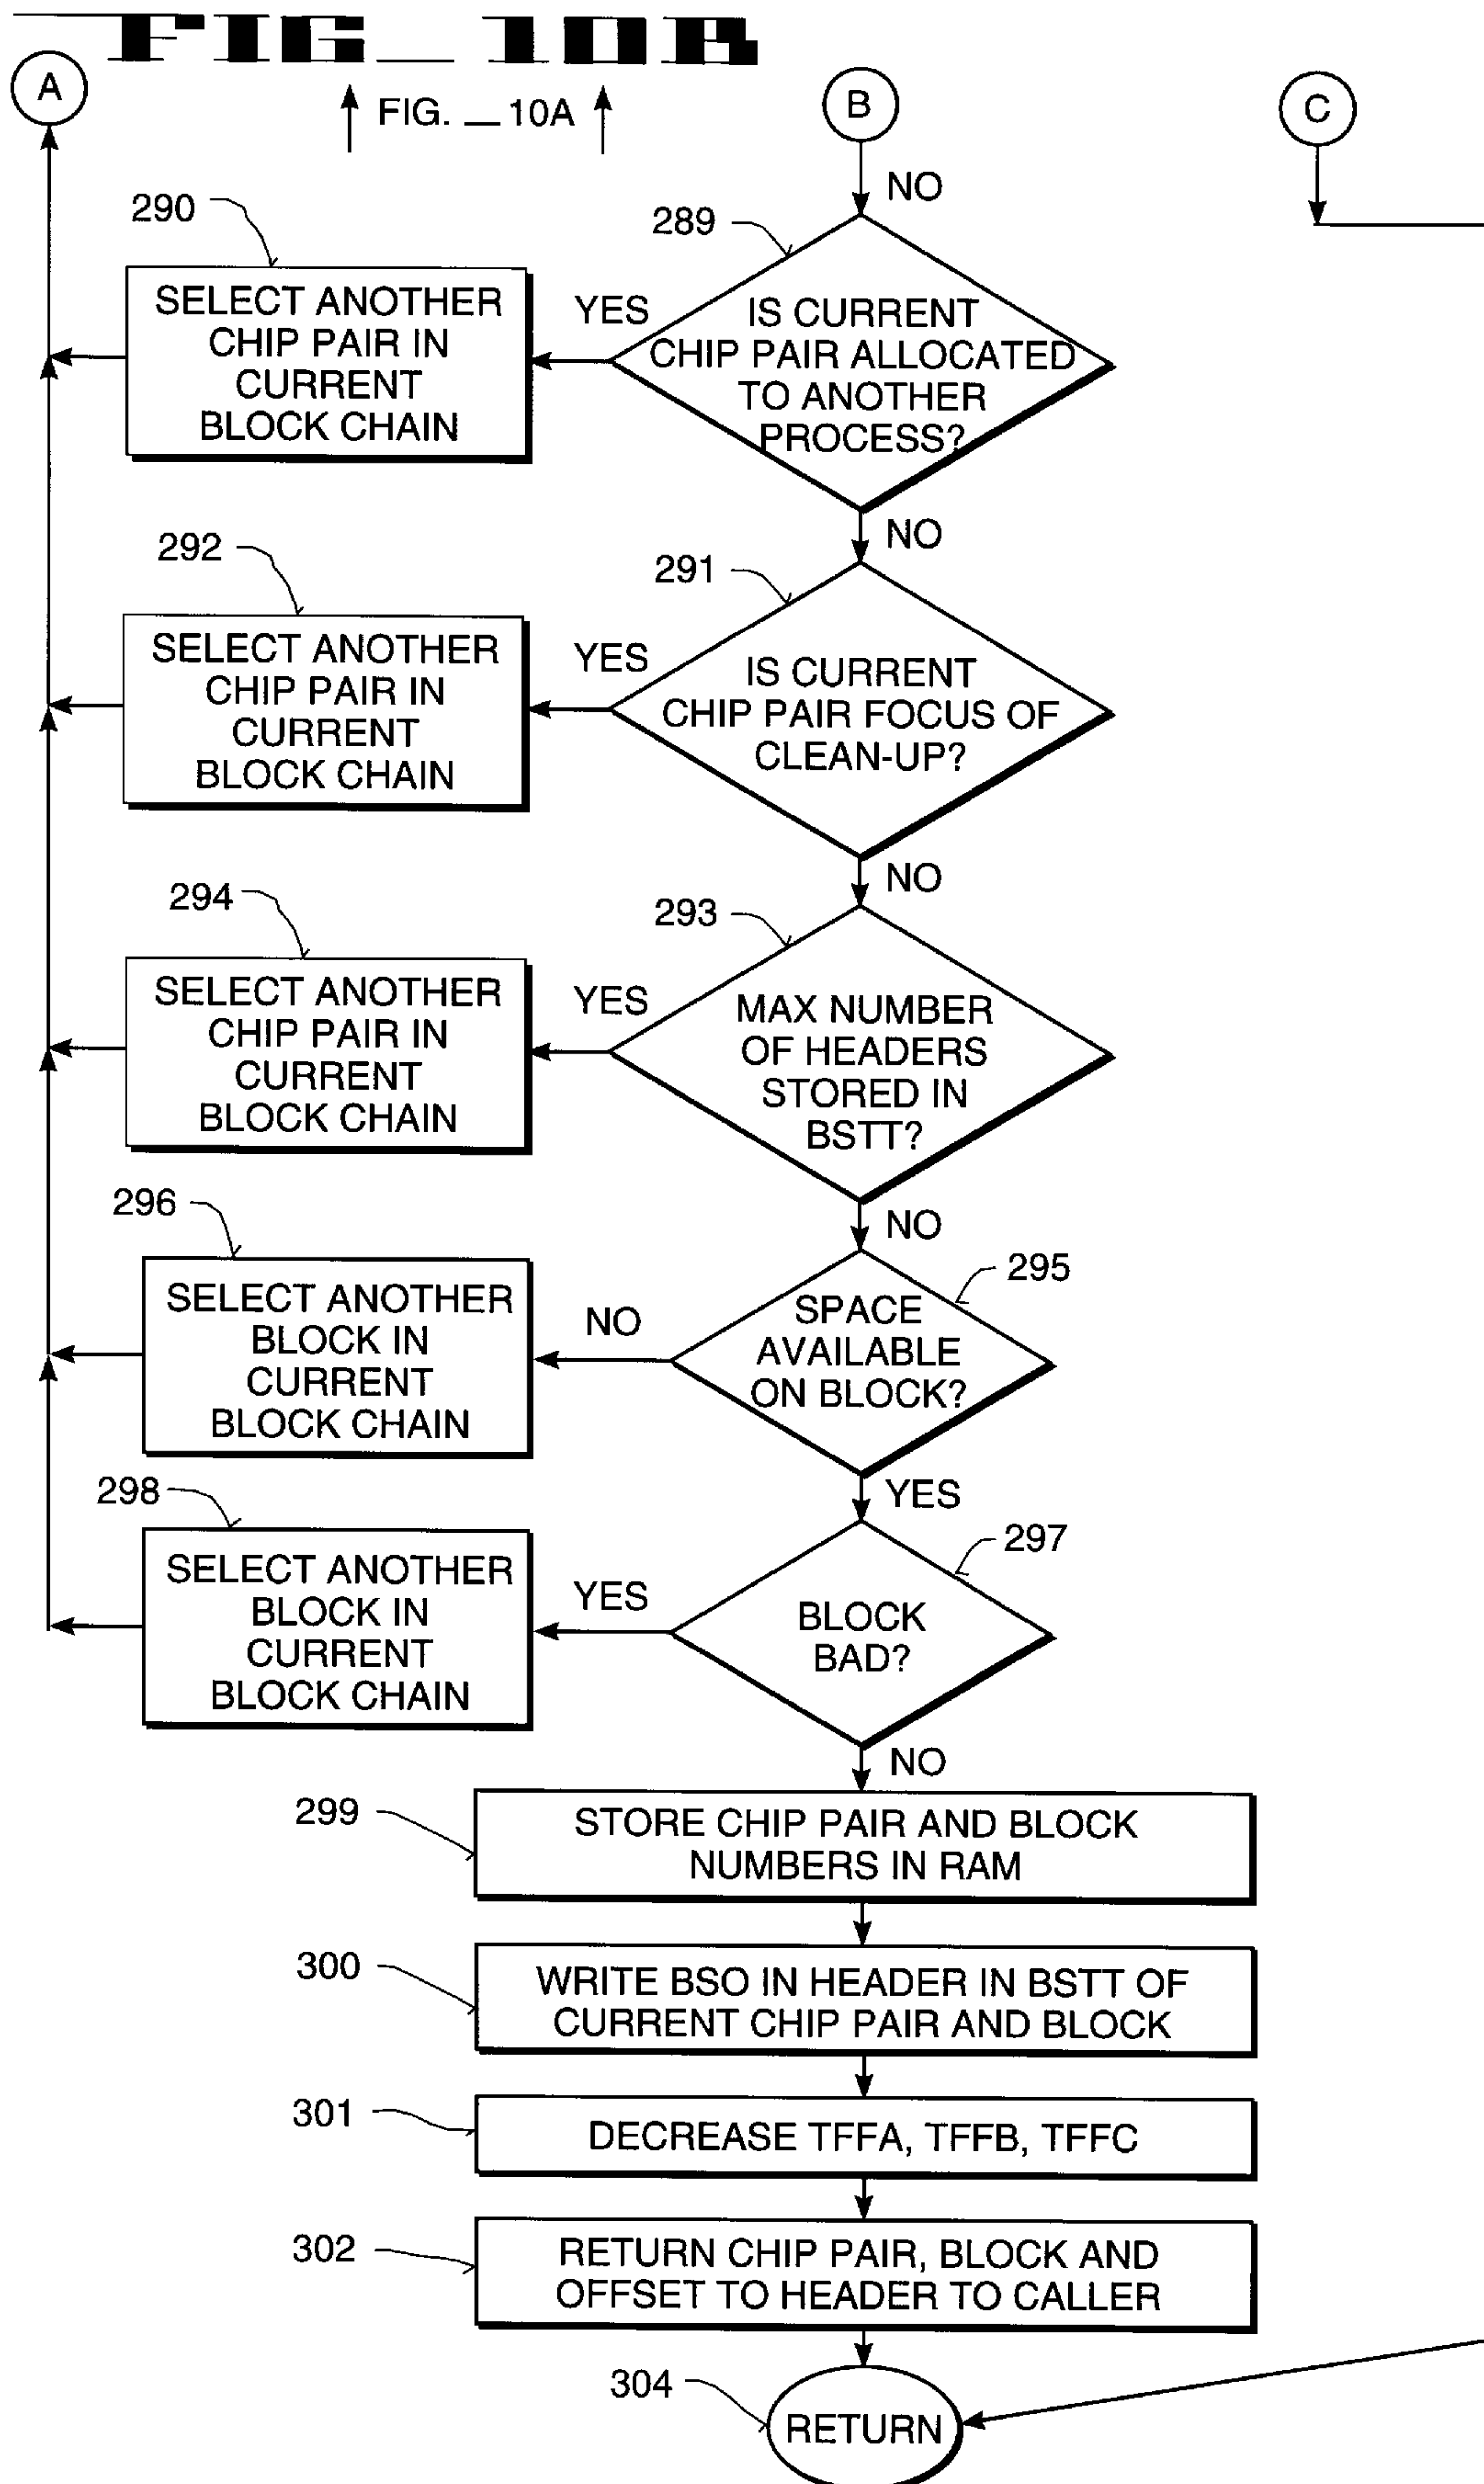 FIG_10B
A
FIG. _10A
B
C
NO
290
289
SELECT ANOTHER
CHIP PAIR IN
CURRENT
BLOCK CHAIN
YES
IS CURRENT
CHIP PAIR ALLOCATED
TO ANOTHER
PROCESS?
NO
292
291
SELECT ANOTHER
CHIP PAIR IN
CURRENT
BLOCK CHAIN
YES
IS CURRENT
CHIP PAIR FOCUS OF
CLEAN-UP?
NO
294
293
SELECT ANOTHER
CHIP PAIR IN
CURRENT
BLOCK CHAIN
YES
MAX NUMBER
OF HEADERS
STORED IN
BSTT?
NO
296
295
SELECT ANOTHER
BLOCK IN
CURRENT
BLOCK CHAIN
NO
SPACE
AVAILABLE
ON BLOCK?
YES
298
297
SELECT ANOTHER
BLOCK IN
CURRENT
BLOCK CHAIN
YES
BLOCK
BAD?
NO
299
STORE CHIP PAIR AND BLOCK
NUMBERS IN RAM
300
WRITE BSO IN HEADER IN BSTT OF
CURRENT CHIP PAIR AND BLOCK
301
DECREASE TFFA, TFFB, TFFC
302
RETURN CHIP PAIR, BLOCK AND
OFFSET TO HEADER TO CALLER
304
RETURN